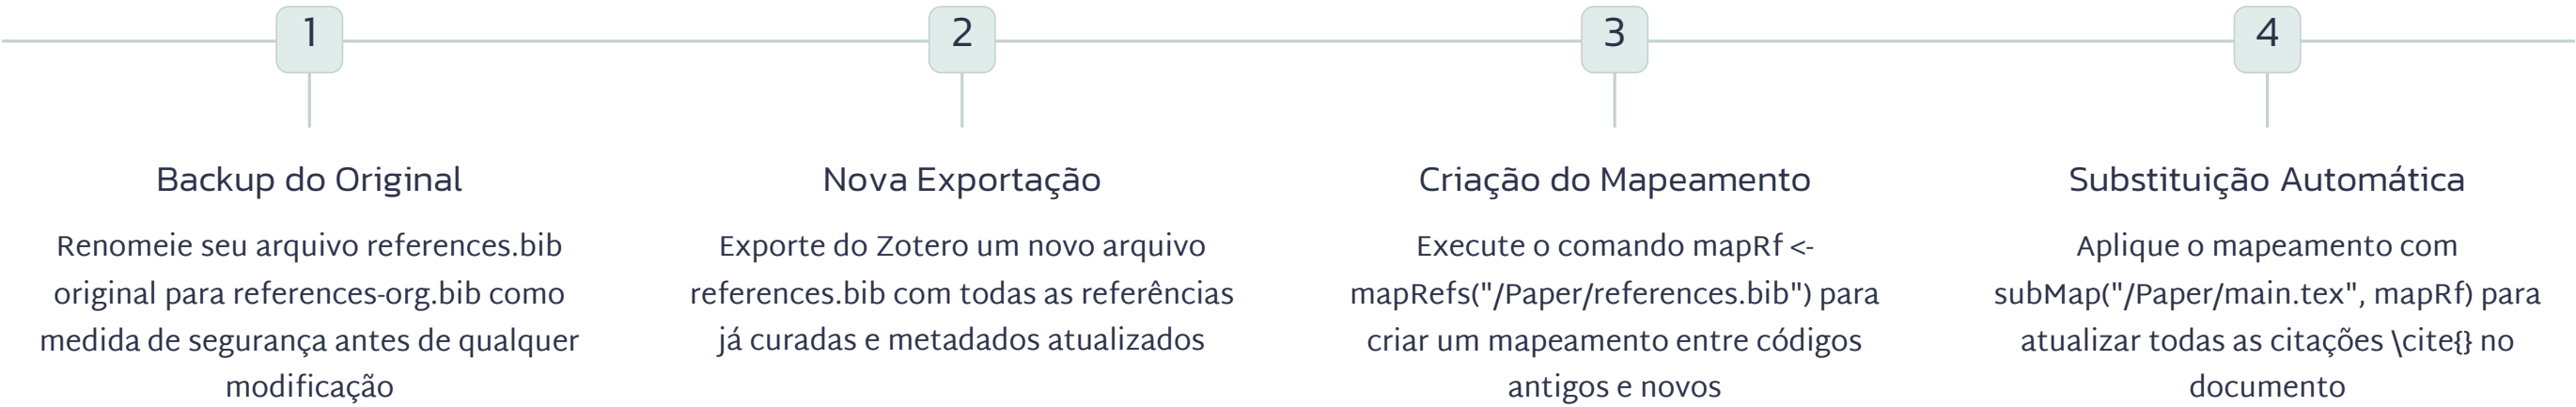 1
Backup do Original
Renomeie seu arquivo references.bib
original para references-org.bib como
medida de segurança antes de qualquer
modificação
2
Nova Exportação
Exporte do Zotero um novo arquivo
references.bib com todas as referências
já curadas e metadados atualizados
3
Criação do Mapeamento
Execute o comando mapRf <-
mapRefs("/Paper/references.bib") para
criar um mapeamento entre códigos
antigos e novos
4
Substituição Automática
Aplique o mapeamento com
subMap("/Paper/main.tex", mapRf) para
atualizar todas as citações \cite{} no
documento